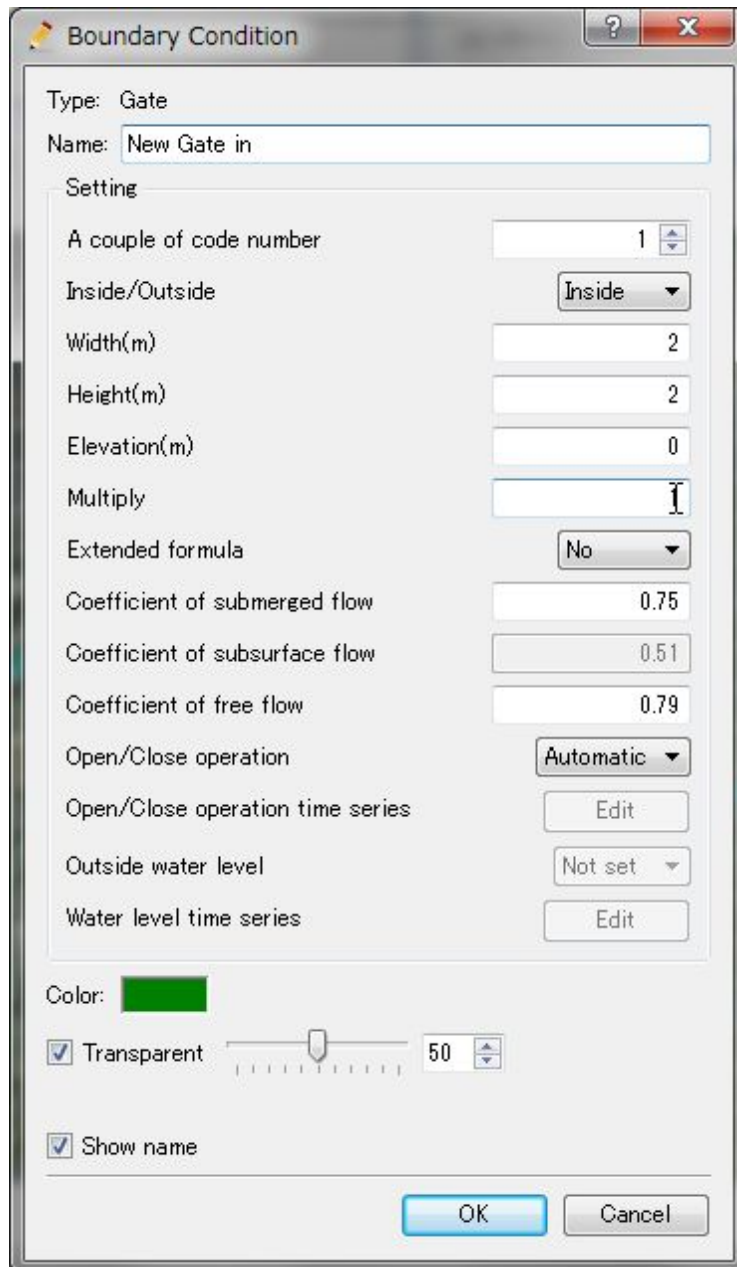 Boundary Condition
Type: Gate
Name: New Gate in
Setting
A couple of code number 1
Inside/Outside Inside
Width(m) 2
Height(m) 2
Elevation(m) 0
Multiply 1
Extended formula No
Coefficient of submerged flow 0.75
Coefficient of subsurface flow 0.51
Coefficient of free flow 0.79
Open/Close operation Automatic
Open/Close operation time series Edit
Outside water level Not set
Water level time series Edit
Color:
Transparent 50
Show name
OK Cancel